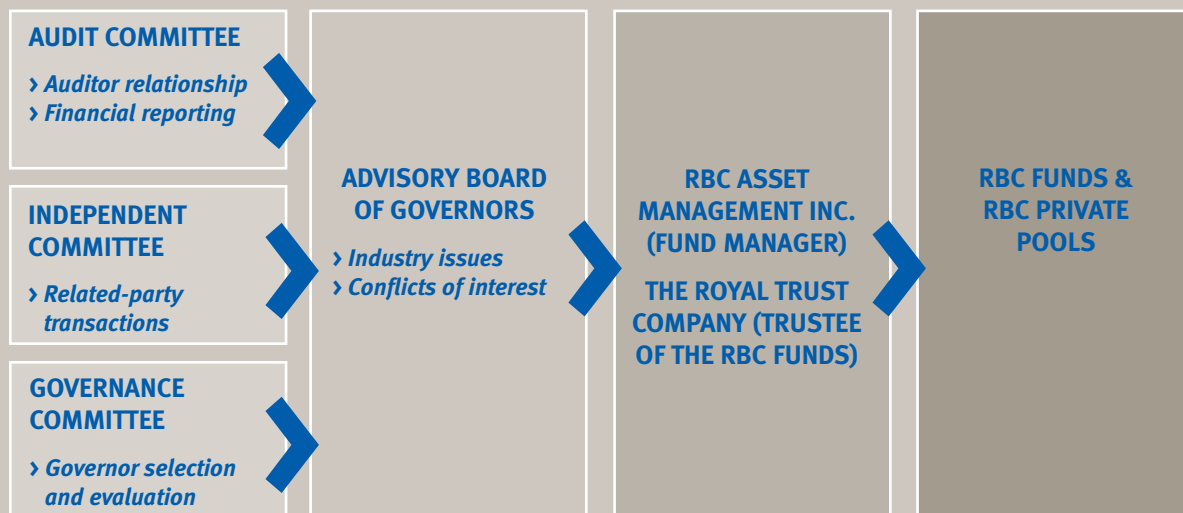 AUDIT COMMITTEE
› Auditor relationship
› Financial reporting
INDEPENDENT
COMMITTEE
› Related-party
transactions
GOVERNANCE
COMMITTEE
› Governor selection
and evaluation
ADVISORY BOARD
OF GOVERNORS
› Industry issues
› Conflicts of interest
RBC ASSET
MANAGEMENT INC.
(FUND MANAGER)
THE ROYAL TRUST
COMPANY (TRUSTEE
OF THE RBC FUNDS)
RBC FUNDS &
RBC PRIVATE
POOLS